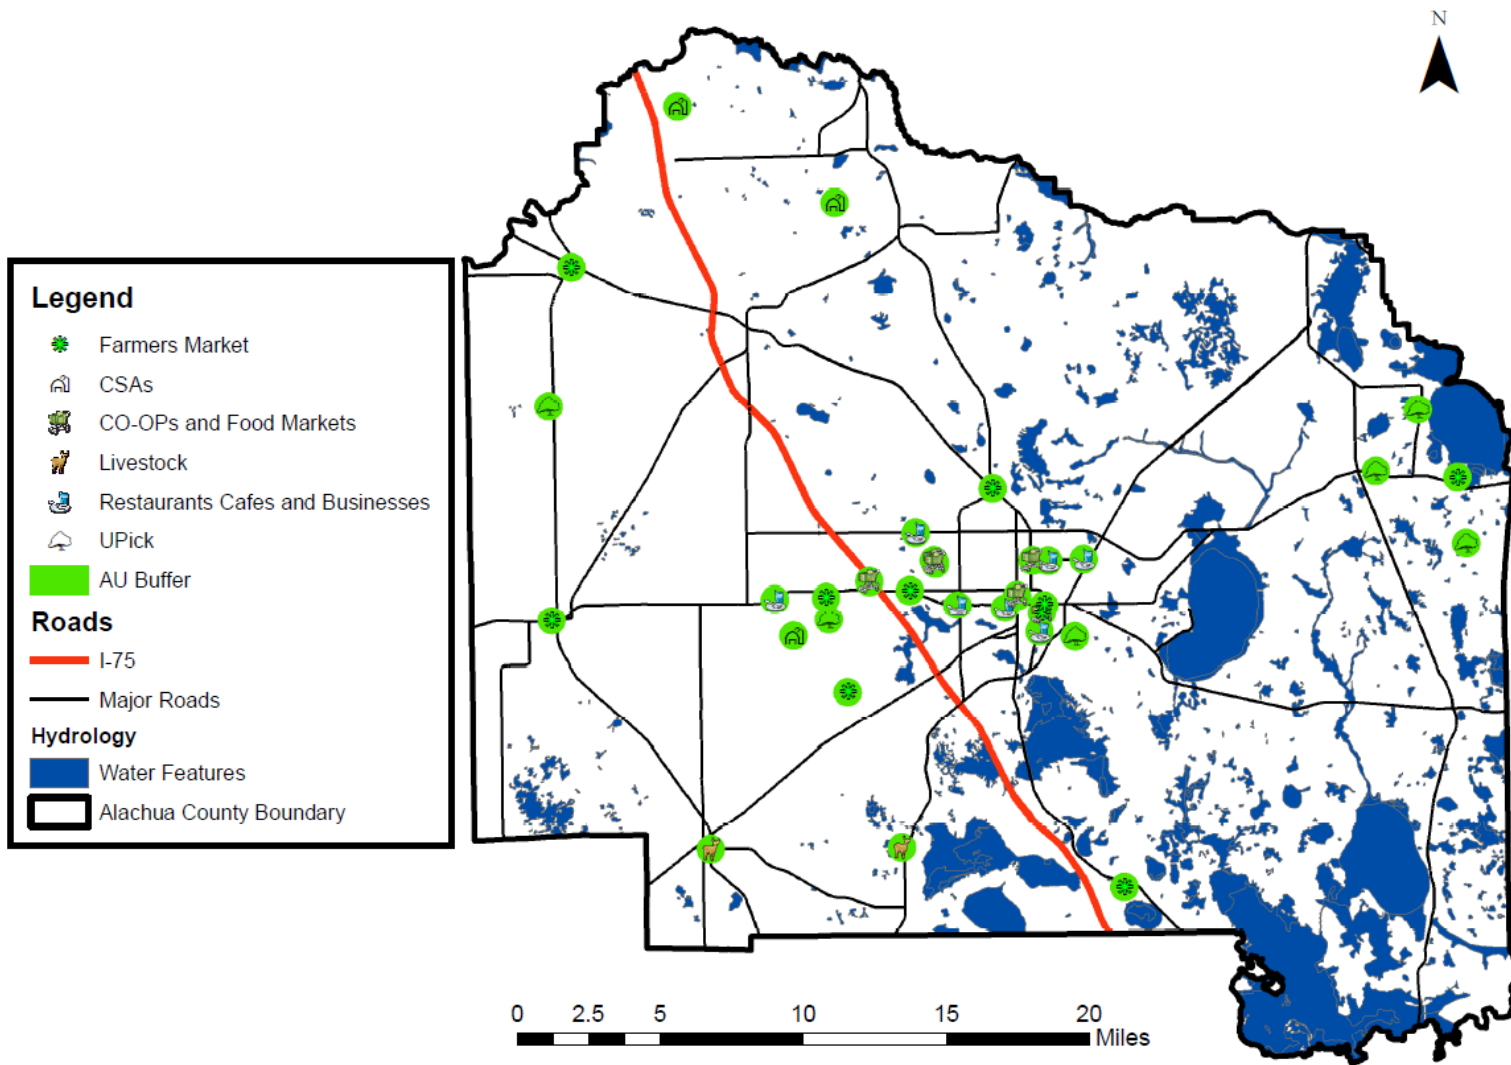 N
Legend
Farmers Market
CSAs
CO-OPs and Food Markets
Livestock
Restaurants Cafes and Businesses
UPick
AU Buffer
Roads
I-75
Major Roads
Hydrology
Water Features
Alachua County Boundary
0 2.5 5 10 15 20
Miles